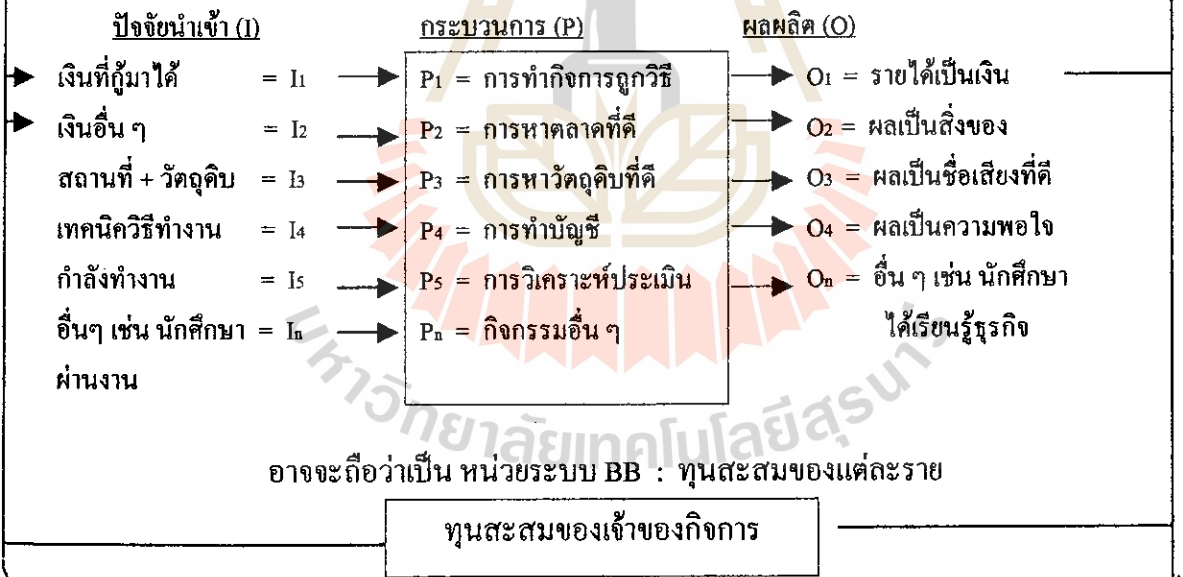 ปัจจัยนำเข้า (I) กระบวนการ (P) ผลผลิต (O)
เงินที่กู้มาได้ = I1 P1 = การทำกิจการถูกวิธี O1 = รายได้เป็นเงิน
เงินอื่น ๆ = I2 P2 = การหาตลาดที่ดี O2 = ผลเป็นสิ่งของ
สถานที่ + วัตถุดิบ = I3 P3 = การหาวัตถุดิบที่ดี O3 = ผลเป็นชื่อเสียงที่ดี
เทคนิควิธีทำงาน = I4 P4 = การทำบัญชี O4 = ผลเป็นความพอใจ
กำลังทำงาน = I5 P5 = การวิเคราะห์ประเมิน On = อื่น ๆ เช่น นักศึกษา
อื่นๆ เช่น นักศึกษา = In Pn = กิจกรรมอื่น ๆ ได้เรียนรู้ธุรกิจ
ผ่านงาน
มหาวิทยาลัยเทคโนโลยีสุรนารี
อาจจะถือว่าเป็น หน่วยระบบ BB : ทุนสะสมของแต่ละราย
ทุนสะสมของเจ้าของกิจการ